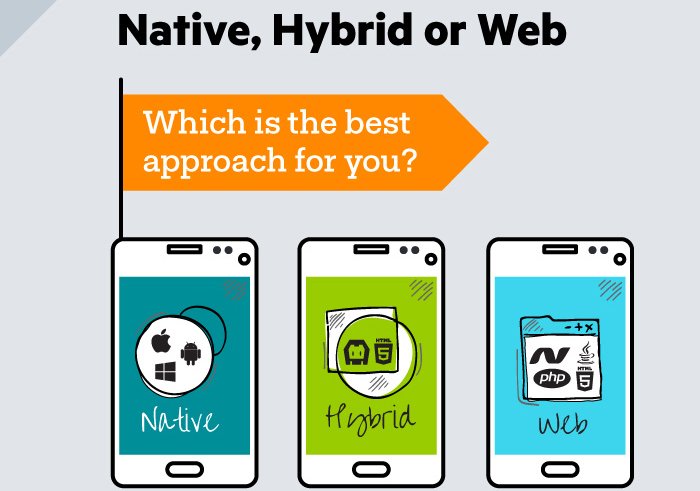 Native, Hybrid or Web
Which is the best
approach for you?
Native
HTML
5
Hybrid
- + x
Java
php
HTML
5
Web